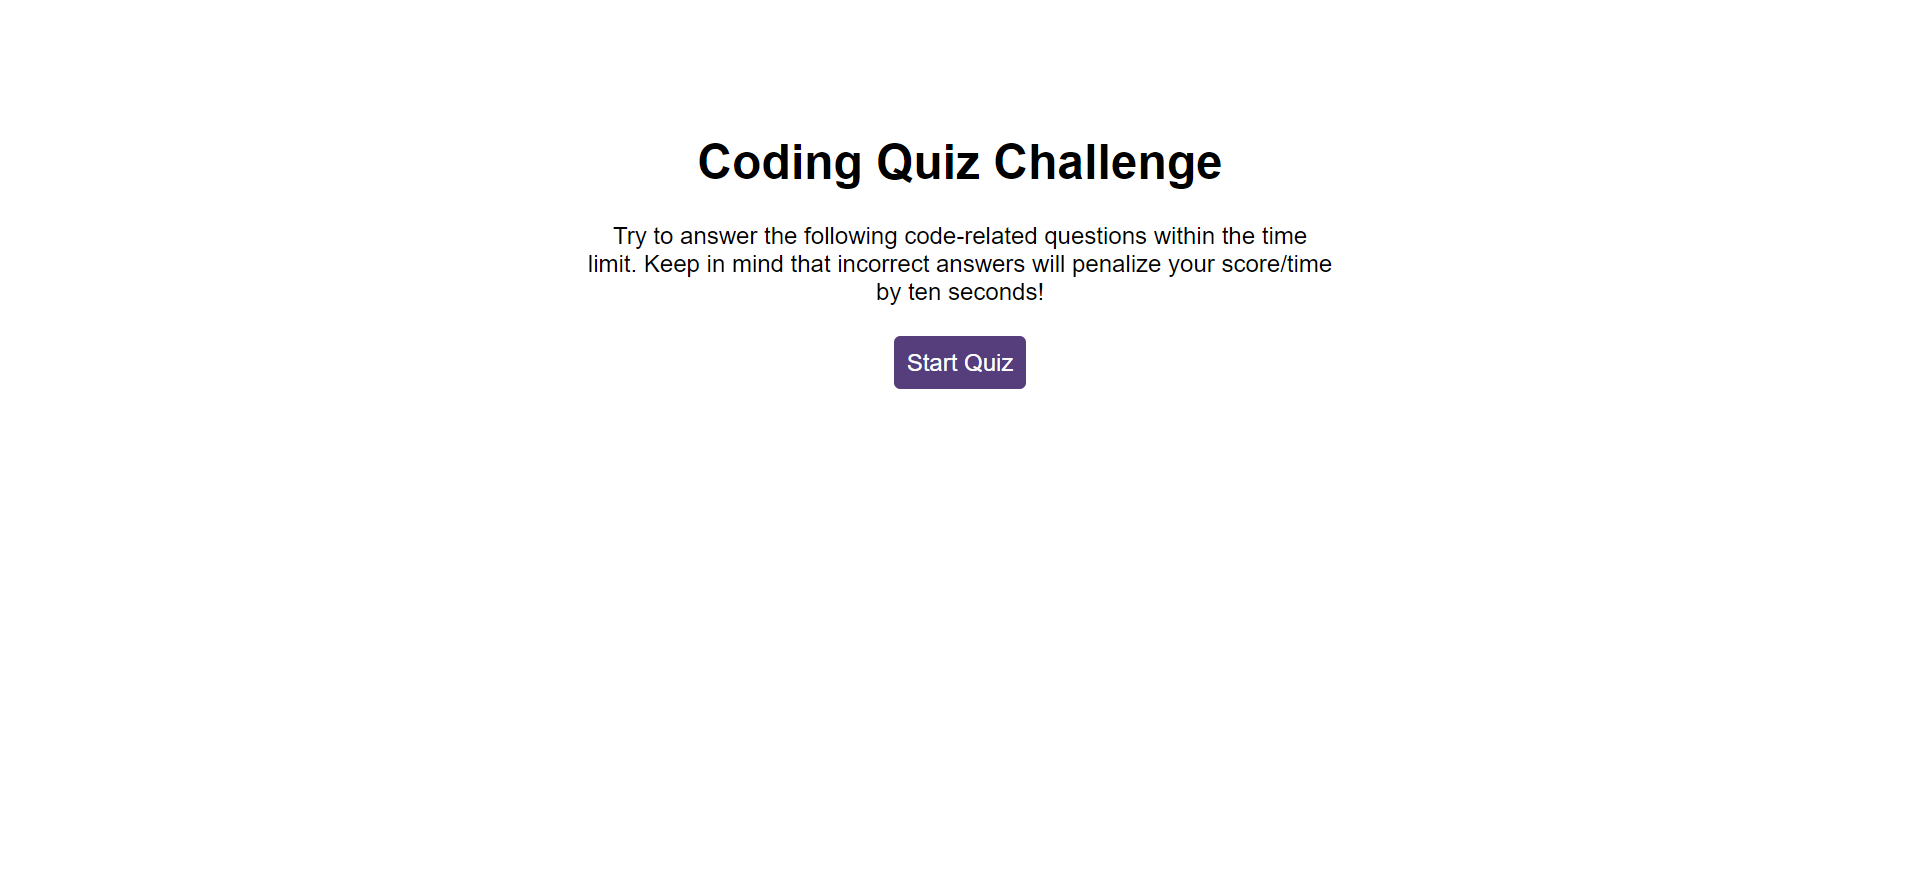 Coding Quiz Challenge
Try to answer the following code-related questions within the time
limit. Keep in mind that incorrect answers will penalize your score/time
by ten seconds!
Start Quiz